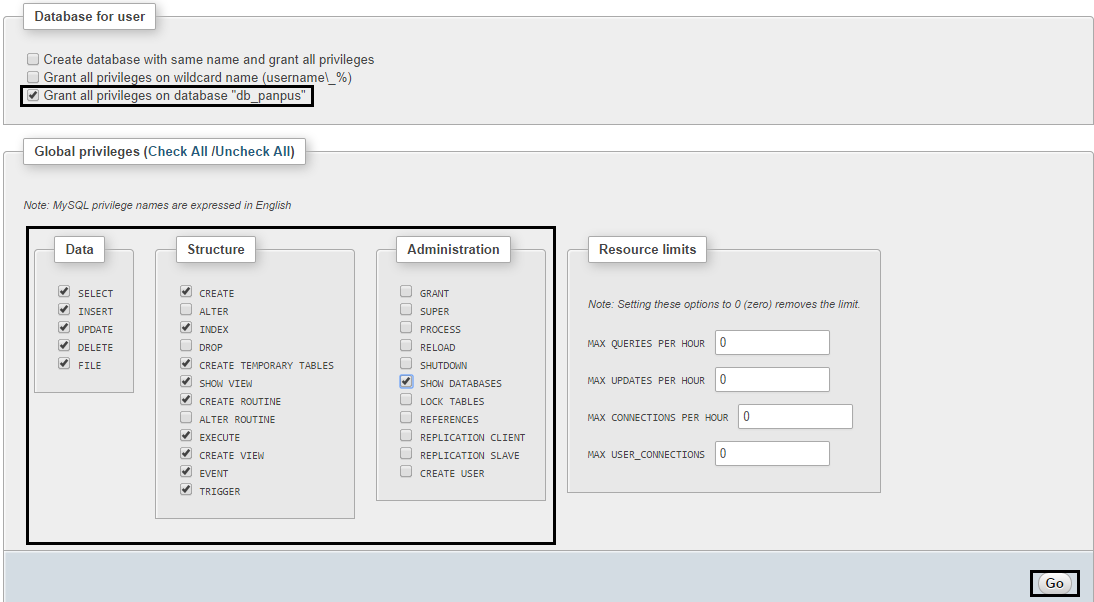 Database for user
Create database with same name and grant all privileges
Grant all privileges on wildcard name (username\_%)
Grant all privileges on database "db_panpus"
Global privileges (Check All /Uncheck All)
Note: MySQL privilege names are expressed in English
Data
SELECT
INSERT
UPDATE
DELETE
FILE
Structure
CREATE
ALTER
INDEX
DROP
CREATE TEMPORARY TABLES
SHOW VIEW
CREATE ROUTINE
ALTER ROUTINE
EXECUTE
CREATE VIEW
EVENT
TRIGGER
Administration
GRANT
SUPER
PROCESS
RELOAD
SHUTDOWN
SHOW DATABASES
LOCK TABLES
REFERENCES
REPLICATION CLIENT
REPLICATION SLAVE
CREATE USER
Resource limits
Note: Setting these options to 0 (zero) removes the limit.
MAX QUERIES PER HOUR 0
MAX UPDATES PER HOUR 0
MAX CONNECTIONS PER HOUR 0
MAX USER_CONNECTIONS 0
Go